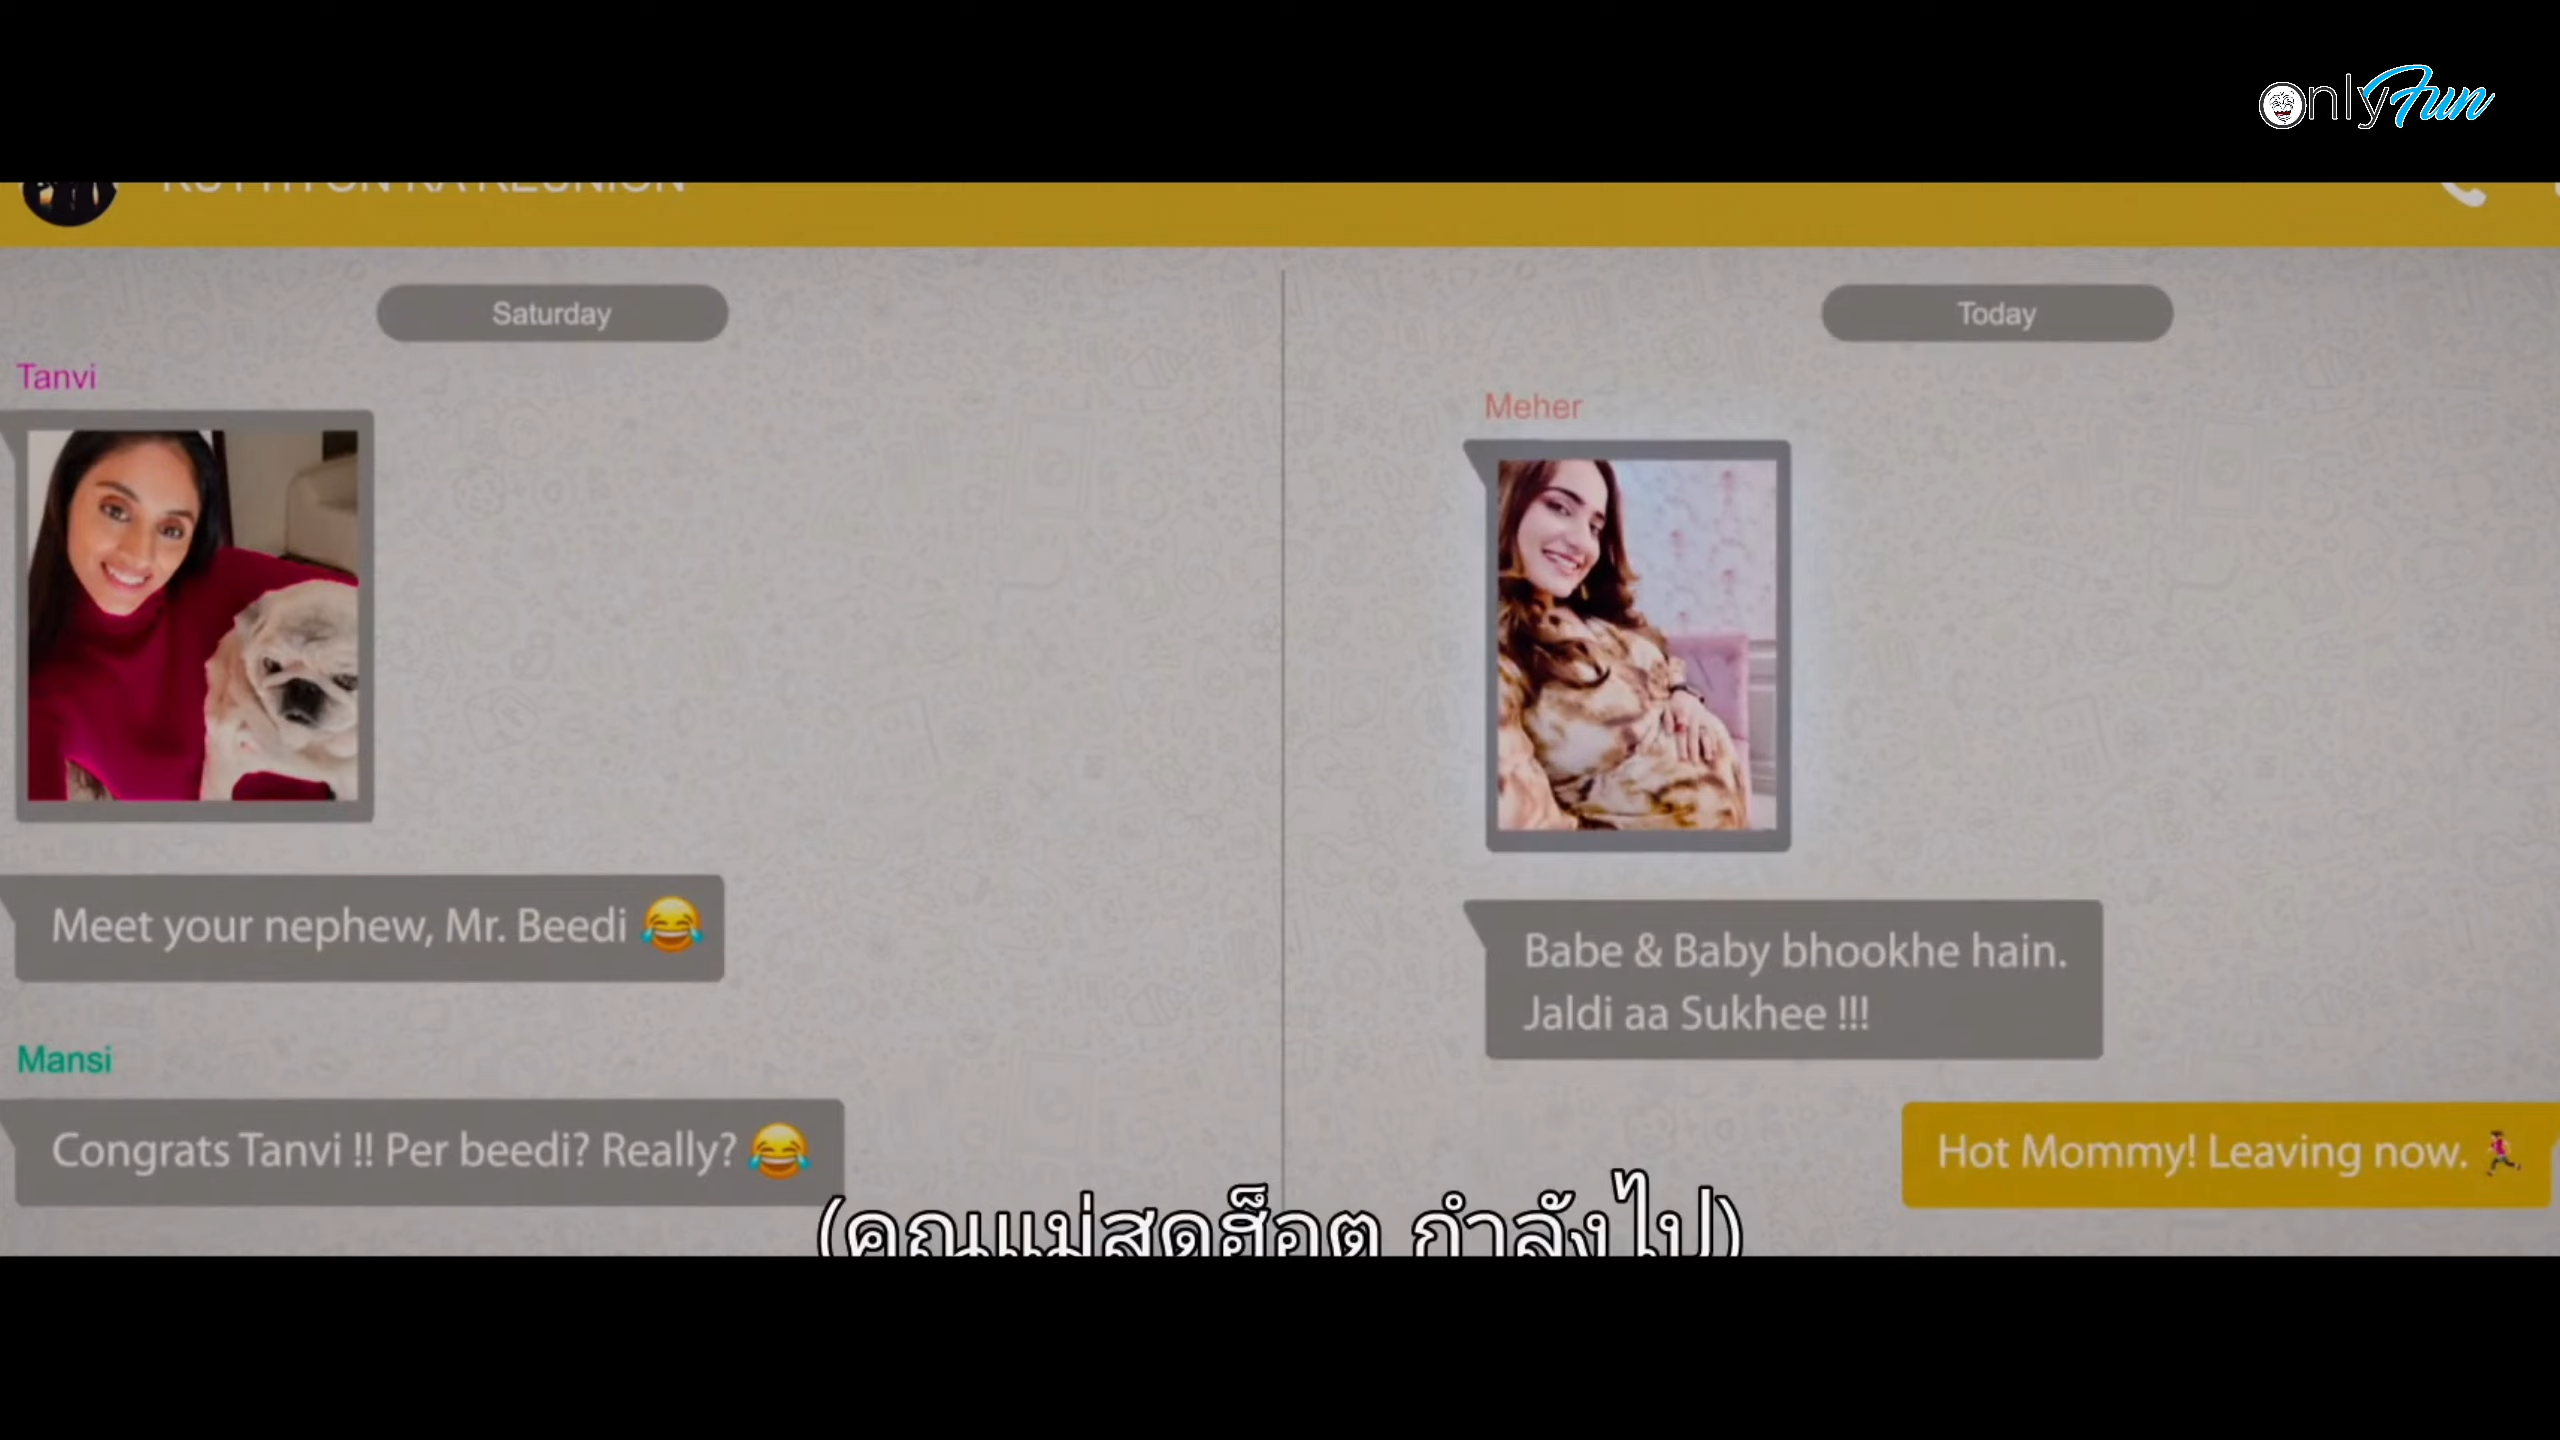 OnlyFun
KA REUNION
Saturday
Tanvi
Meet your nephew, Mr. Beedi 😂
Mansi
Congrats Tanvi !! Per beedi? Really? 😂
Today
Meher
Babe & Baby bhookhe hain.
Jaldi aa Sukhee !!!
Hot Mommy! Leaving now. 🏃‍♀️
(คุณแม่สุดฮ็อต กำลังไป)